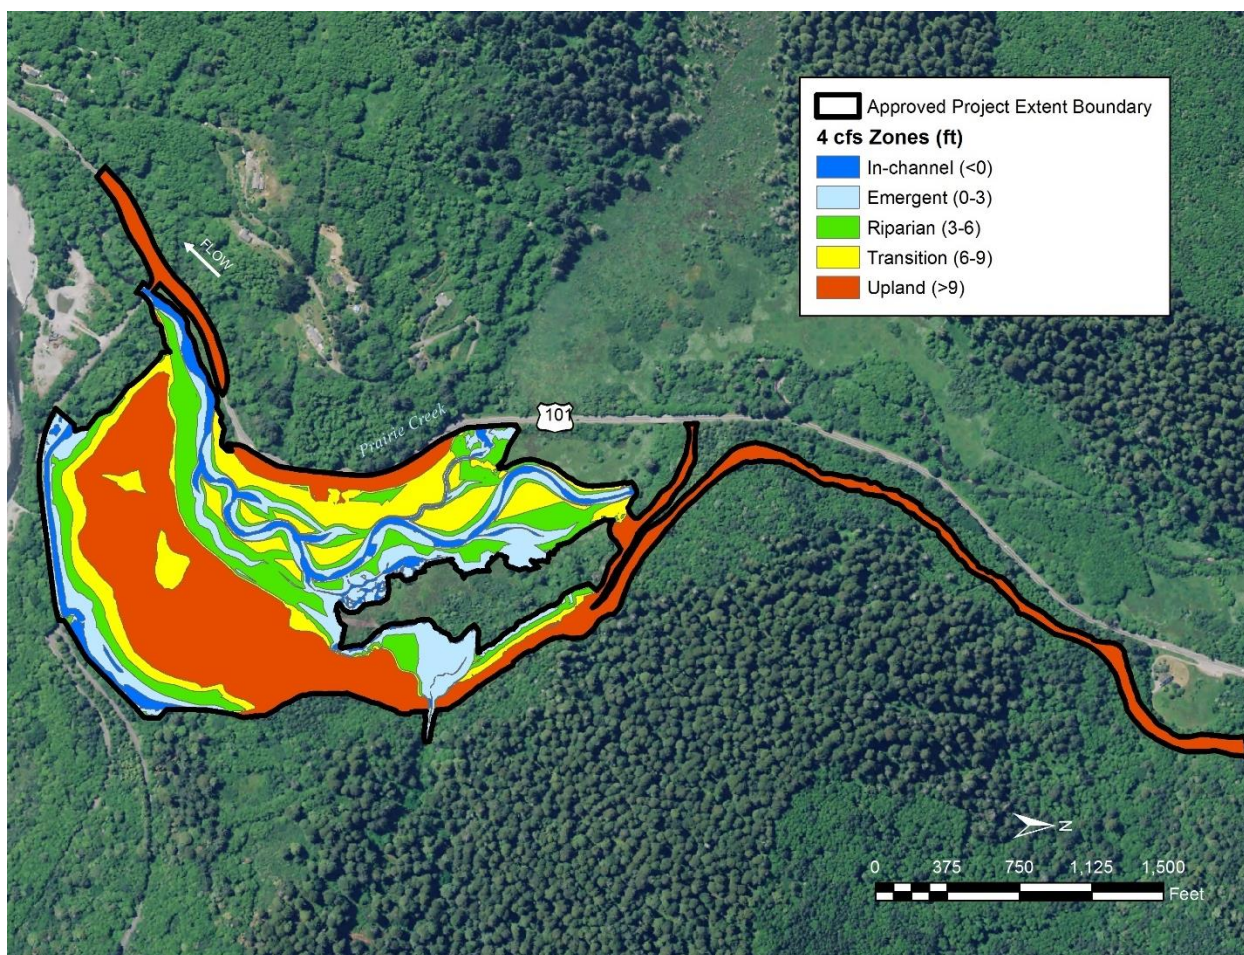 Approved Project Extent Boundary
4 cfs Zones (ft)
In-channel (<0)
Emergent (0-3)
Riparian (3-6)
Transition (6-9)
Upland (>9)
FLOW
Prairie Creek
101
N
0 375 750 1,125 1,500
Feet